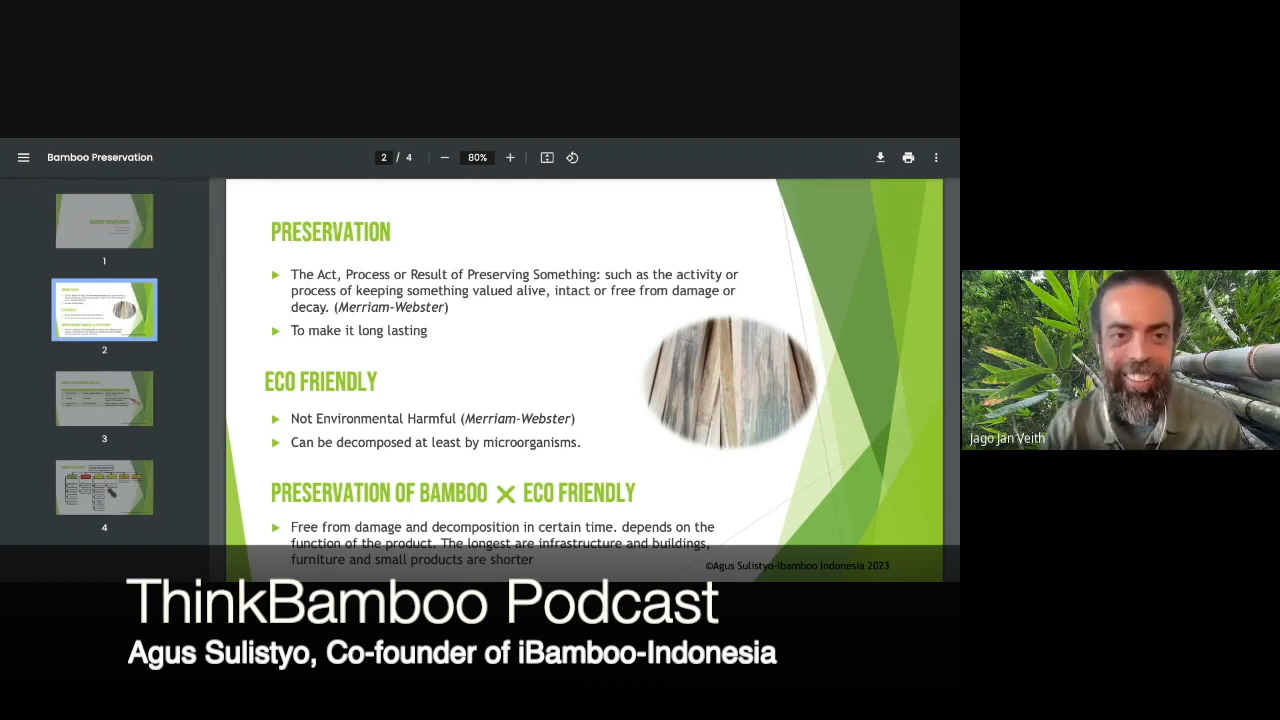 Bamboo Preservation
2 / 4
80%
1
2
3
4
PRESERVATION
The Act, Process or Result of Preserving Something: such as the activity or
process of keeping something valued alive, intact or free from damage or
decay. (Merriam-Webster)
To make it long lasting
ECO FRIENDLY
Not Environmental Harmful (Merriam-Webster)
Can be decomposed at least by microorganisms.
PRESERVATION OF BAMBOO X ECO FRIENDLY
Free from damage and decomposition in certain time. depends on the
function of the product. The longest are infrastructure and buildings,
furniture and small products are shorter
©Agus Sulistyo-Ibamboo Indonesia 2023
Jago Jan Veith
ThinkBamboo Podcast
Agus Sulistyo, Co-founder of iBamboo-Indonesia